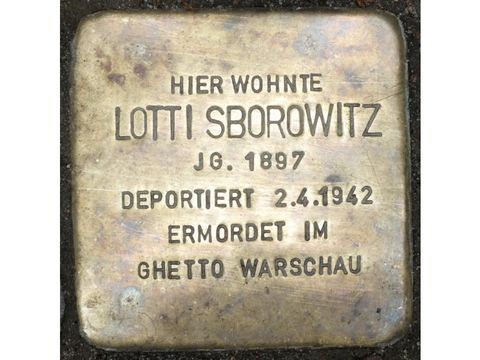 HIER WOHNTE
LOTTI SBOROWITZ
JG. 1897
DEPORTIERT 2.4.1942
ERMORDET IM
GHETTO WARSCHAU